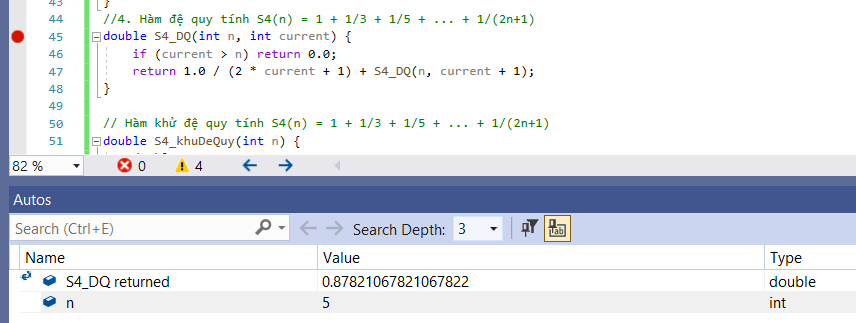 43 }
44 //4. Hàm đệ quy tính S4(n) = 1 + 1/3 + 1/5 + ... + 1/(2n+1)
45 double S4_DQ(int n, int current) {
46 if (current > n) return 0.0;
47 return 1.0 / (2 * current + 1) + S4_DQ(n, current + 1);
48 }
49
50 // Hàm khử đệ quy tính S4(n) = 1 + 1/3 + 1/5 + ... + 1/(2n+1)
51 double S4_khuDeQuy(int n) {
82 % 0 4
Autos
Search (Ctrl+E) Search Depth: 3
Name Value Type
S4_DQ returned 0.87821067821067822 double
n 5 int